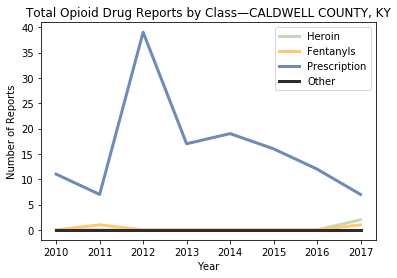 Total Opioid Drug Reports by Class—CALDWELL COUNTY, KY
Heroin
Fentanyls
Prescription
Other
Number of Reports
40
35
30
25
20
15
10
5
0
2010 2011 2012 2013 2014 2015 2016 2017
Year